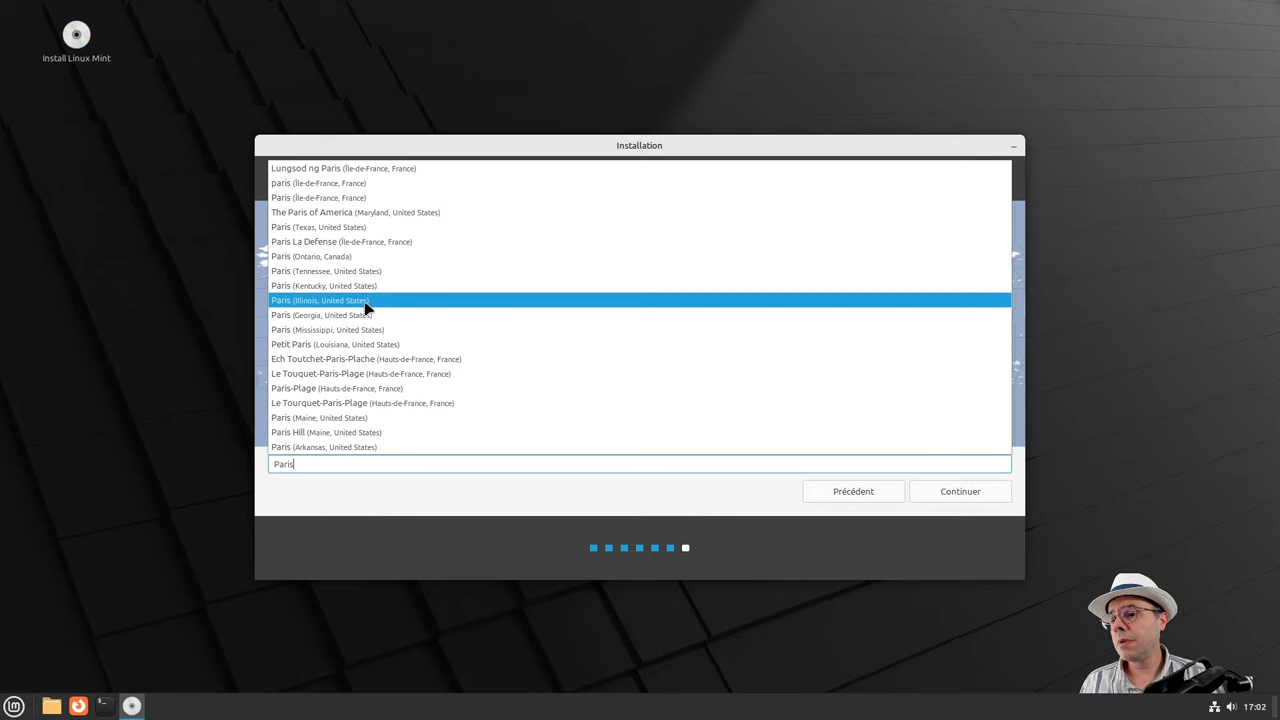 Install Linux Mint
Installation
Lungsod ng Paris (Île-de-France, France)
paris (Île-de-France, France)
Paris (Île-de-France, France)
The Paris of America (Maryland, United States)
Paris (Texas, United States)
Paris La Defense (Île-de-France, France)
Paris (Ontario, Canada)
Paris (Tennessee, United States)
Paris (Kentucky, United States)
Paris (Illinois, United States)
Paris (Georgia, United States)
Paris (Mississippi, United States)
Petit Paris (Louisiana, United States)
Ech Toutchet-Paris-Plache (Hauts-de-France, France)
Le Touquet-Paris-Plage (Hauts-de-France, France)
Paris-Plage (Hauts-de-France, France)
Le Tourquet-Paris-Plage (Hauts-de-France, France)
Paris (Maine, United States)
Paris Hill (Maine, United States)
Paris (Arkansas, United States)
Paris
Précédent
Continuer
17:02